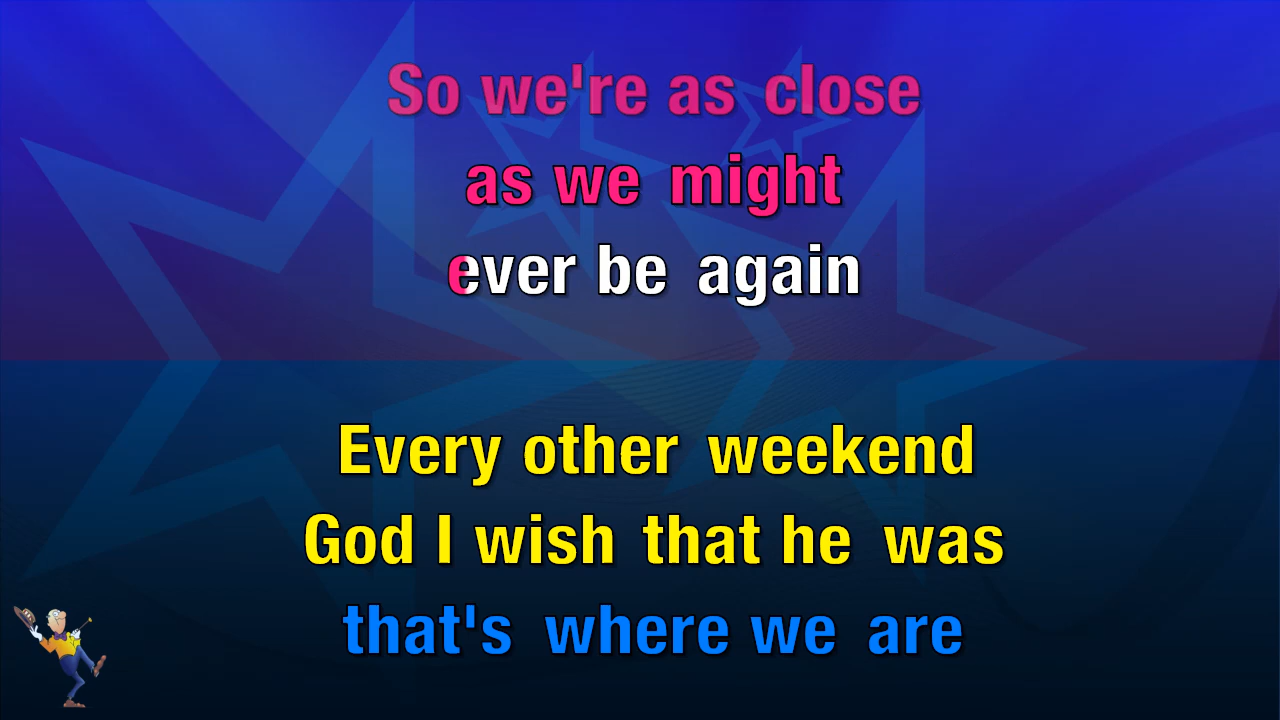 So we're as close
as we might
ever be again
Every other weekend
God I wish that he was
that's where we are